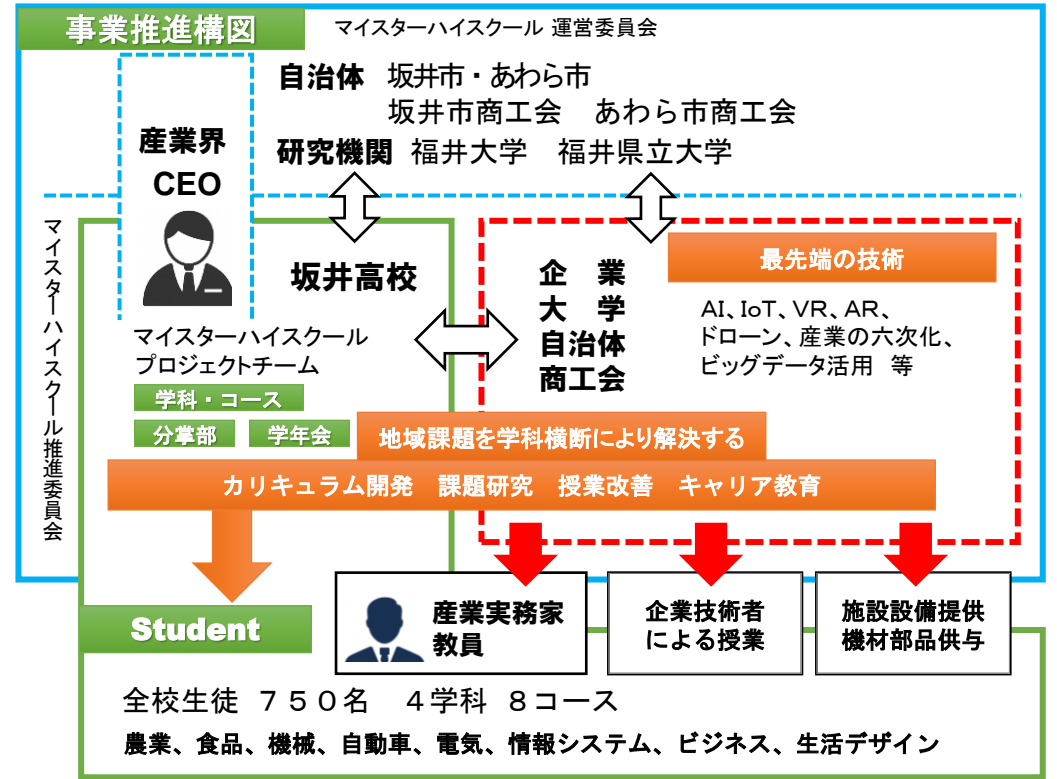 事業推進構図
マイスターハイスクール 運営委員会
自治体 坂井市・あわら市
坂井市商工会 あわら市商工会
研究機関 福井大学 福井県立大学
産業界
CEO
マイスターハイスクール推進委員会
坂井高校
マイスターハイスクール
プロジェクトチーム
学科・コース
分掌部 学年会
企 業
大 学
自治体
商工会
最先端の技術
AI、IoT、VR、AR、
ドローン、産業の六次化、
ビッグデータ活用 等
地域課題を学科横断により解決する
カリキュラム開発 課題研究 授業改善 キャリア教育
産業実務家
教員
企業技術者
による授業
施設設備提供
機材部品供与
Student
全校生徒 ７５０名 ４学科 ８コース
農業、食品、機械、自動車、電気、情報システム、ビジネス、生活デザイン